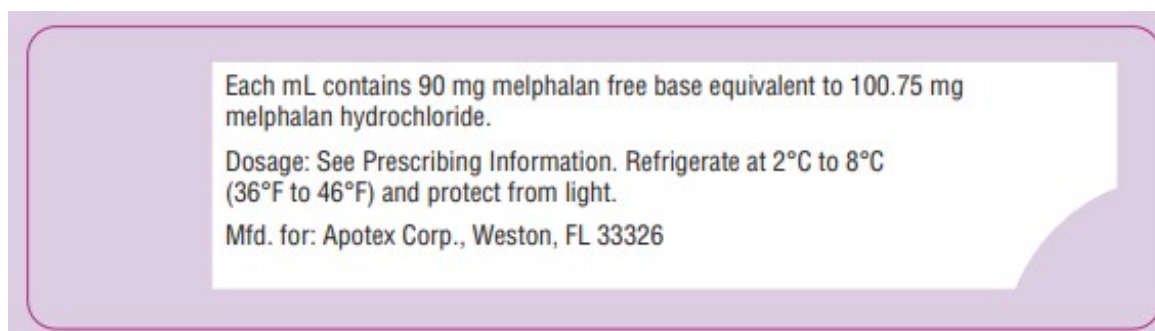 Each mL contains 90 mg melphalan free base equivalent to 100.75 mg
melphalan hydrochloride.
Dosage: See Prescribing Information. Refrigerate at 2°C to 8°C
(36°F to 46°F) and protect from light.
Mfd. for: Apotex Corp., Weston, FL 33326